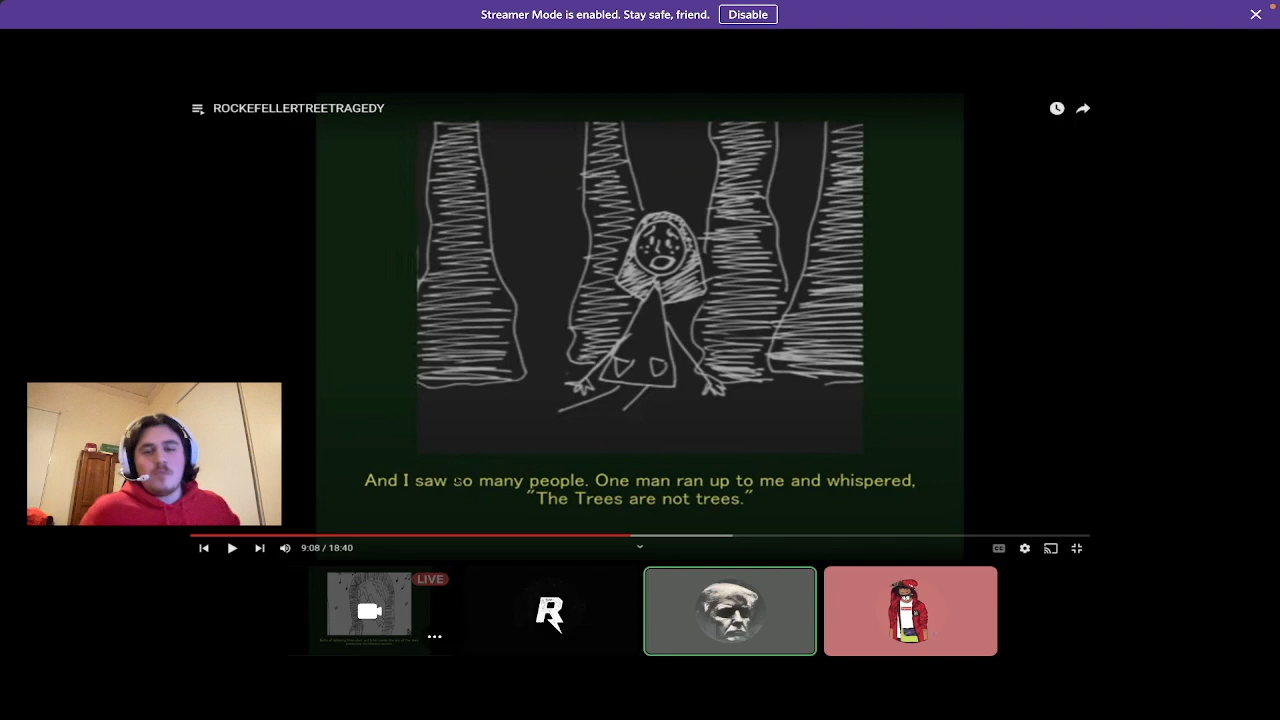 Streamer Mode is enabled. Stay safe, friend. Disable
ROCKEFELLERTREETRAGEDY
And I saw so many people. One man ran up to me and whispered,
"The Trees are not trees."
9:08 / 18:40
CC
LIVE
R